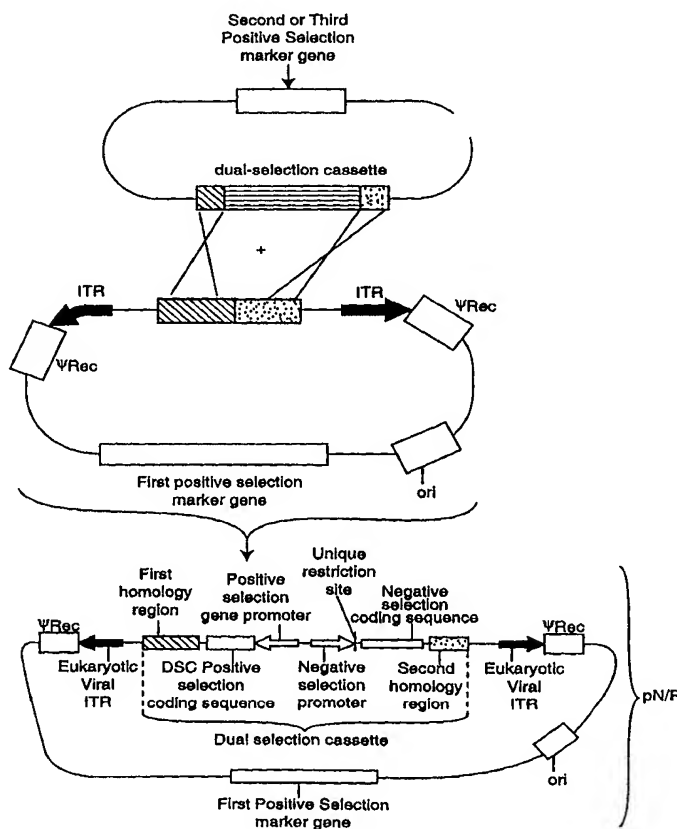 Second or Third
Positive Selection
marker gene
dual-selection cassette
+
ITR
ITR
ΨRec
ΨRec
First positive selection
marker gene
ori
First
homology
region
Positive
selection
gene promoter
Unique
restriction
site
Negative
selection
coding sequence
ΨRec
ΨRec
Eukaryotic
Viral
ITR
DSC Positive
selection
coding sequence
Negative
selection
promoter
Second
homology
region
Eukaryotic
Viral
ITR
Dual selection cassette
ori
First Positive Selection
marker gene